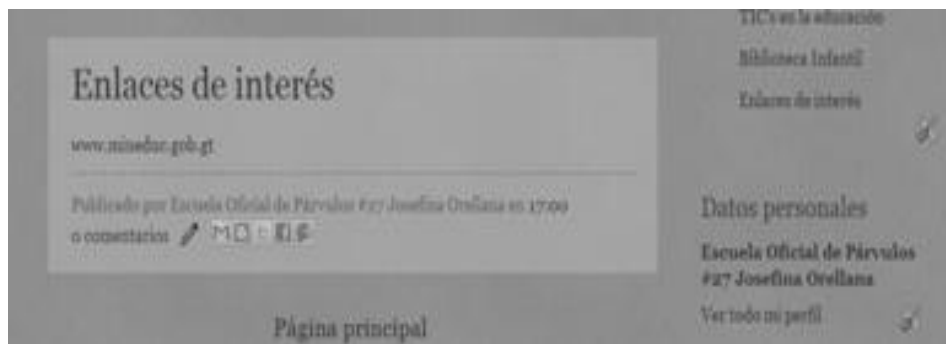 Enlaces de interés
www.mineduc.gob.gt
Publicado por Escuela Oficial de Párvulos #27 Josefina Orellana en 17:00
0 comentarios
Página principal
TIC's en la educación
Biblioteca Infantil
Enlaces de interés
Datos personales
Escuela Oficial de Párvulos
#27 Josefina Orellana
Ver todo mi perfil